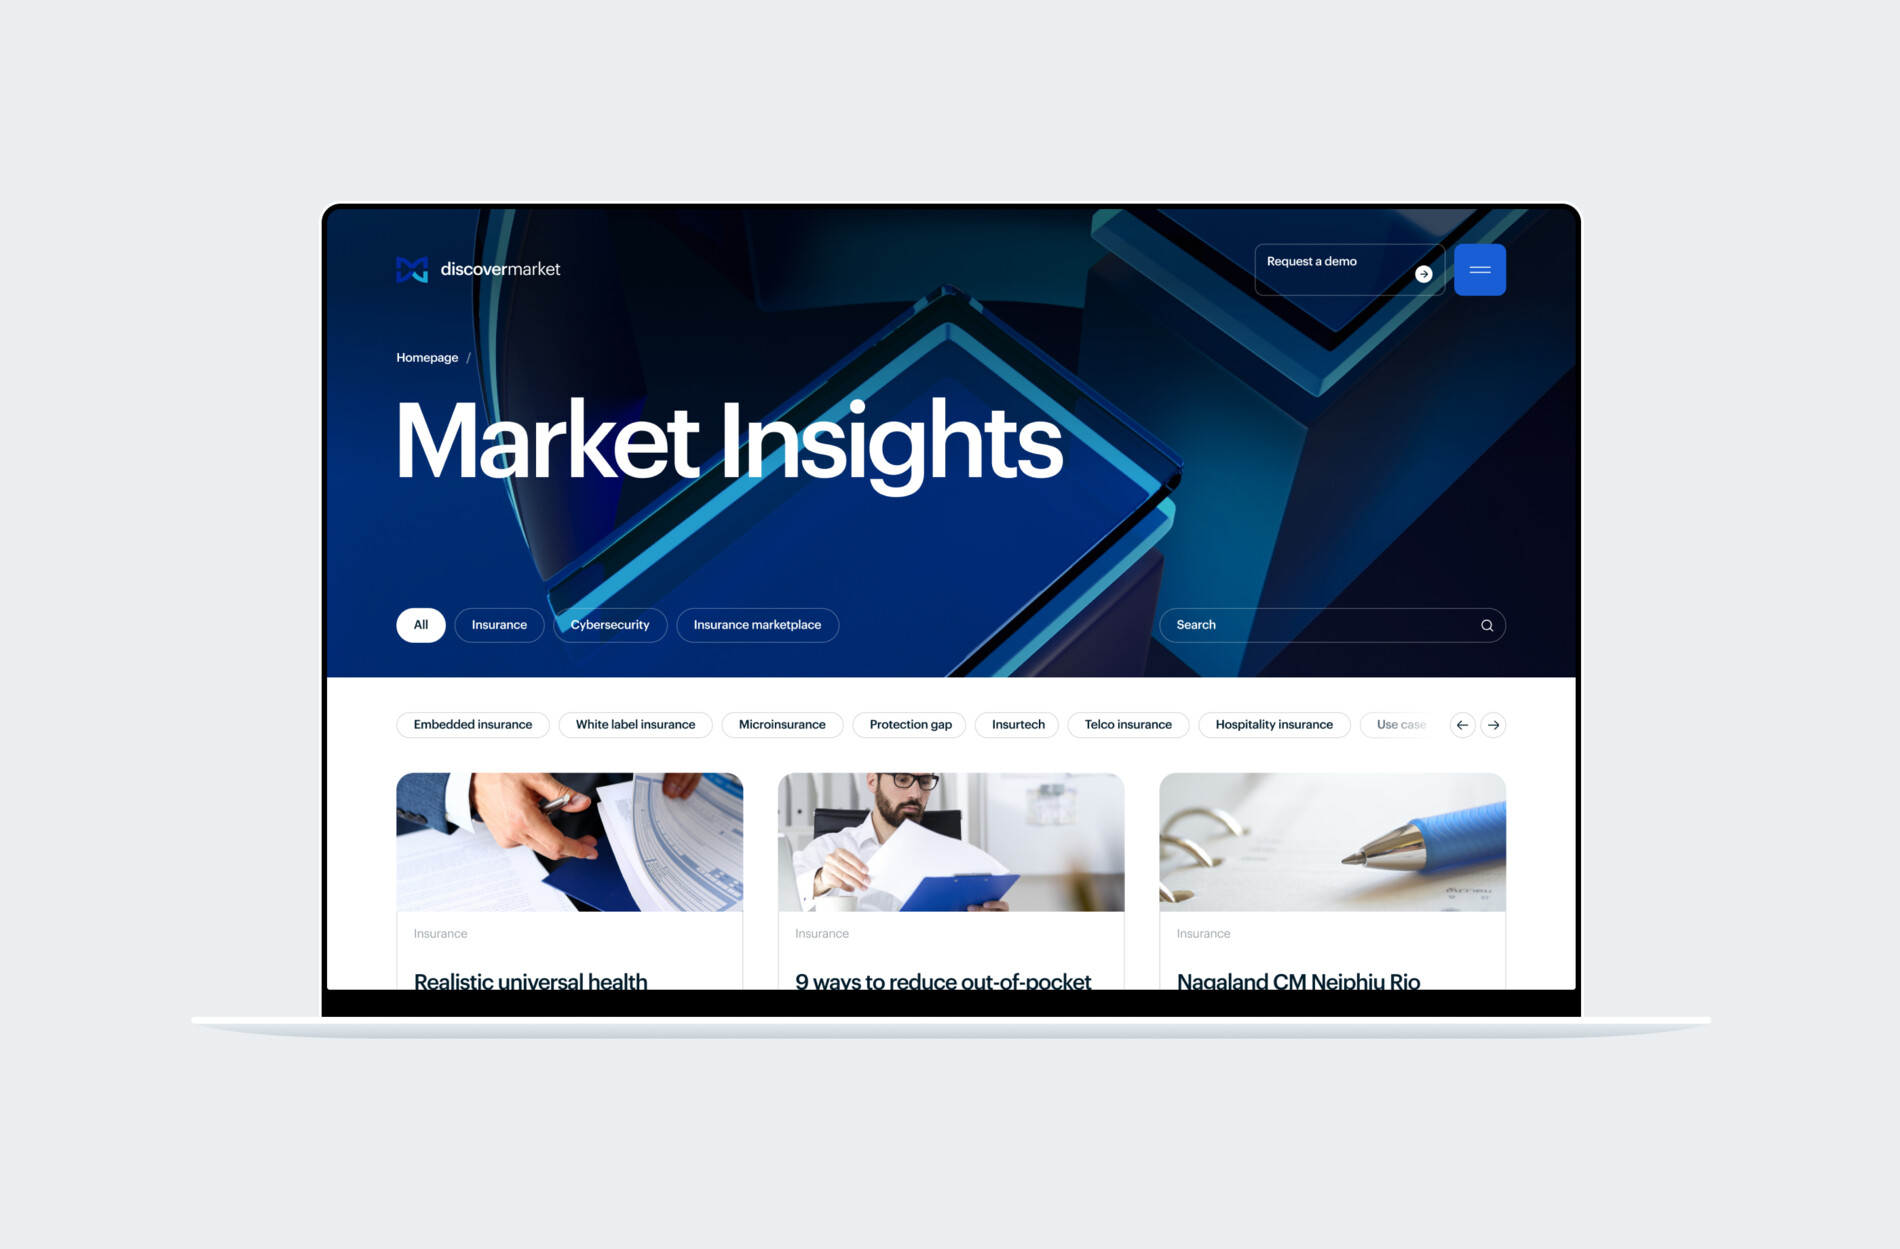 discovermarket
Request a demo
Homepage /
Market Insights
All
Insurance
Cybersecurity
Insurance marketplace
Search
Embedded insurance
White label insurance
Microinsurance
Protection gap
Insurtech
Telco insurance
Hospitality insurance
Use case
Insurance
Realistic universal health
Insurance
9 ways to reduce out-of-pocket
Insurance
Nagaland CM Neiphiu Rio